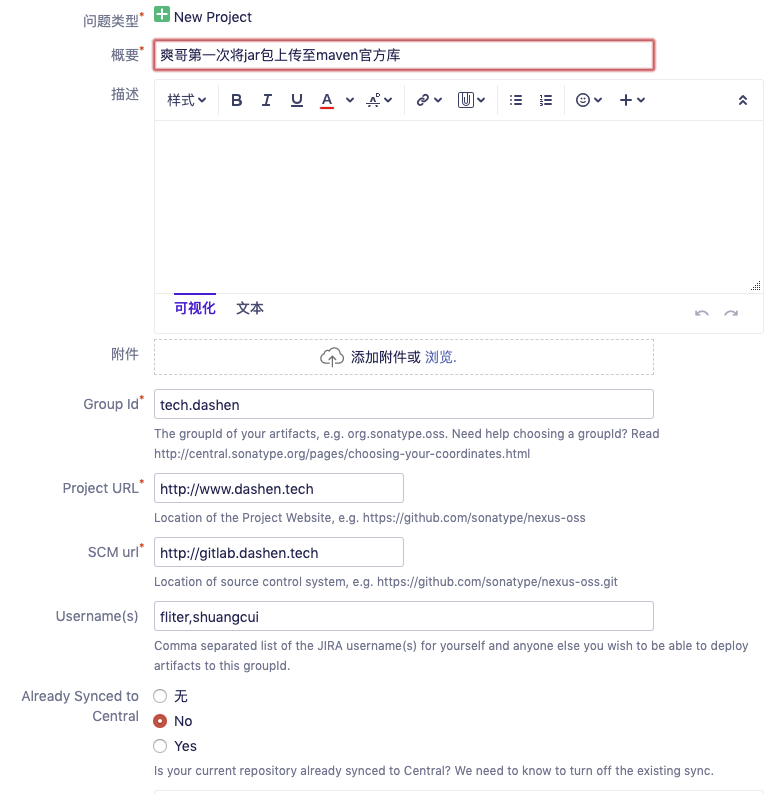 问题类型* New Project
概要* 爽哥第一次将jar包上传至maven官方库
描述 样式 B I U A
可视化 文本
附件 添加附件或 浏览.
Group Id* tech.dashen
The groupId of your artifacts, e.g. org.sonatype.oss. Need help choosing a groupId? Read
http://central.sonatype.org/pages/choosing-your-coordinates.html
Project URL* http://www.dashen.tech
Location of the Project Website, e.g. https://github.com/sonatype/nexus-oss
SCM url* http://gitlab.dashen.tech
Location of source control system, e.g. https://github.com/sonatype/nexus-oss.git
Username(s) fliter,shuangcui
Comma separated list of the JIRA username(s) for yourself and anyone else you wish to be able to deploy
artifacts to this groupId.
Already Synced to
Central
无
No
Yes
Is your current repository already synced to Central? We need to know to turn off the existing sync.